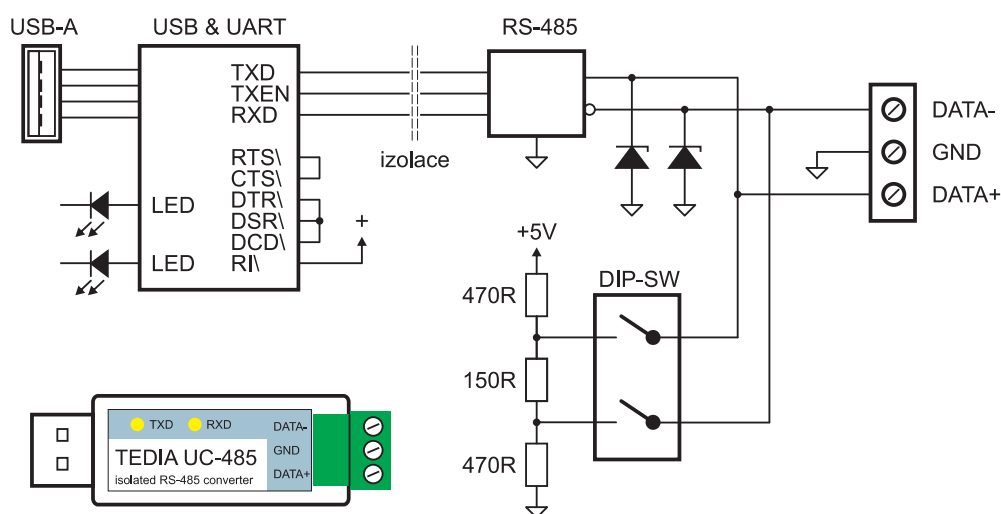 USB-A
USB & UART
RS-485
TXD
TXEN
RXD
RTS\
CTS\
DTR\
DSR\
DCD\
RI\
LED
LED
+
izolace
DATA-
GND
DATA+
+5V
470R
150R
470R
DIP-SW
TXD
RXD
DATA-
GND
DATA+
TEDIA UC-485
isolated RS-485 converter